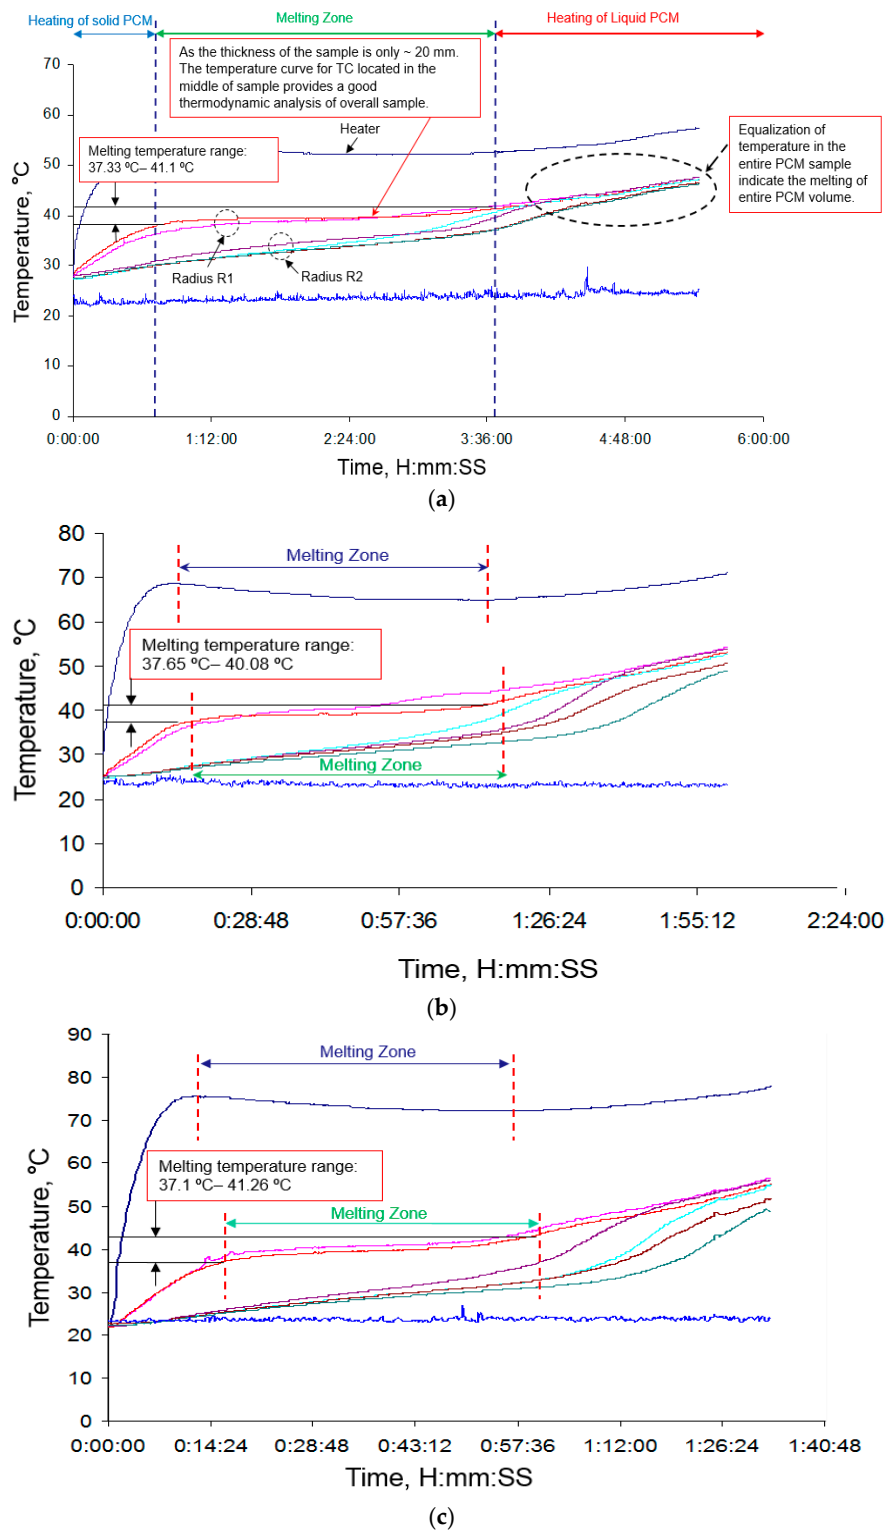 Heating of solid PCM
Melting Zone
Heating of Liquid PCM
As the thickness of the sample is only ~ 20 mm.
The temperature curve for TC located in the
middle of sample provides a good
thermodynamic analysis of overall sample.
70
60
50
40
30
20
10
0
Temperature, °C
Heater
Melting temperature range:
37.33 ºC– 41.1 ºC
Equalization of
temperature in the
entire PCM sample
indicate the melting of
entire PCM volume.
Radius R1
Radius R2
0:00:00
1:12:00
2:24:00
3:36:00
4:48:00
6:00:00
Time, H:mm:SS
(a)
80
70
60
50
40
30
20
10
0
Temperature, °C
Melting Zone
Melting temperature range:
37.65 ºC– 40.08 ºC
Melting Zone
0:00:00
0:28:48
0:57:36
1:26:24
1:55:12
2:24:00
Time, H:mm:SS
(b)
90
80
70
60
50
40
30
20
10
0
Temperature, °C
Melting Zone
Melting temperature range:
37.1 ºC– 41.26 ºC
Melting Zone
0:00:00
0:14:24
0:28:48
0:43:12
0:57:36
1:12:00
1:26:24
1:40:48
Time, H:mm:SS
(c)